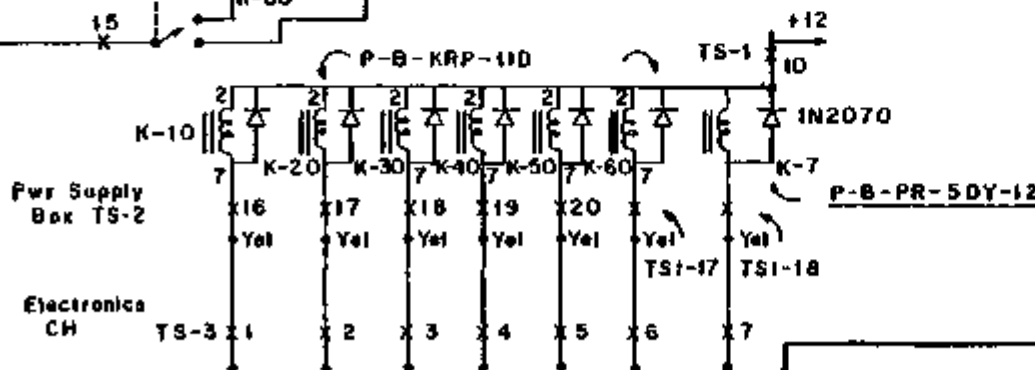 15
+12
P-B-KRP-11D
TS-1
10
2 2 2 2 2 2
1N2070
K-10
K-20 K-30 K-40 K-50 K-60 K-7
7 7 7 7 7
Pwr Supply
Box TS-2
P-B-PR-5DY-12
16 17 18 19 20
Yel Yel Yel Yel Yel Yel Yel
TS1-17 TS1-18
Electronics
CH
TS-3 1 2 3 4 5 6 7